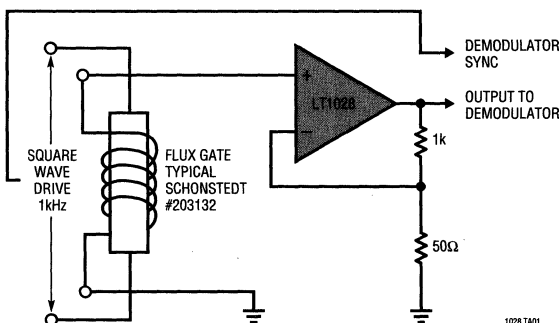 DEMODULATOR
SYNC
+
LT1028
−
OUTPUT TO
DEMODULATOR
1k
SQUARE
WAVE
DRIVE
1kHz
FLUX GATE
TYPICAL
SCHONSTEDT
#203132
50Ω
1028 TA01